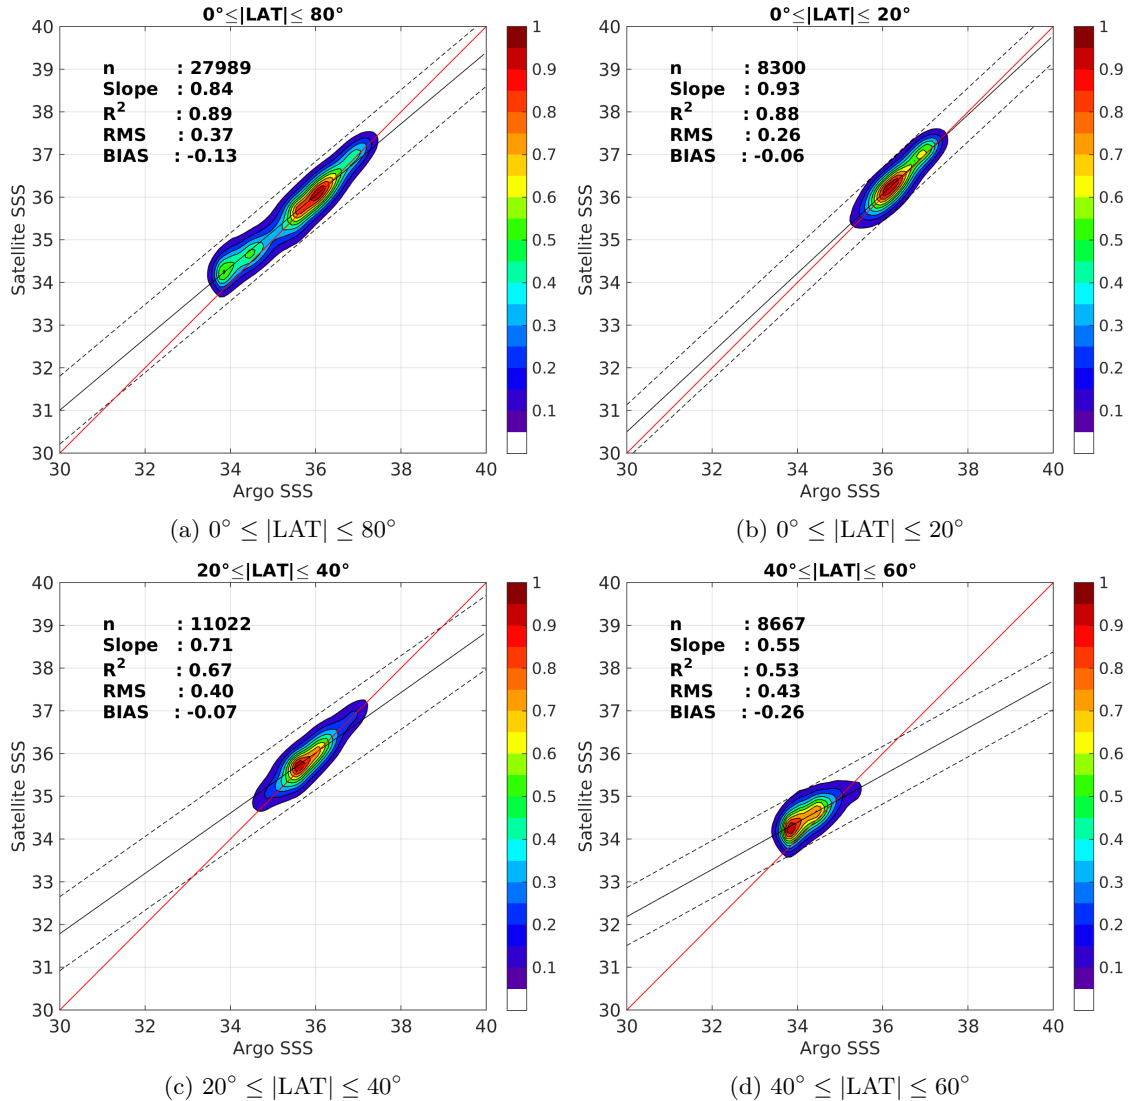 0°≤|LAT|≤ 80°
n : 27989
Slope : 0.84
R² : 0.89
RMS : 0.37
BIAS : -0.13
40
39
38
37
36
35
34
33
32
31
30
Satellite SSS
30 32 34 36 38 40
Argo SSS
1
0.9
0.8
0.7
0.6
0.5
0.4
0.3
0.2
0.1
(a) 0° ≤ |LAT| ≤ 80°
0°≤|LAT|≤ 20°
n : 8300
Slope : 0.93
R² : 0.88
RMS : 0.26
BIAS : -0.06
40
39
38
37
36
35
34
33
32
31
30
Satellite SSS
30 32 34 36 38 40
Argo SSS
1
0.9
0.8
0.7
0.6
0.5
0.4
0.3
0.2
0.1
(b) 0° ≤ |LAT| ≤ 20°
20°≤|LAT|≤ 40°
n : 11022
Slope : 0.71
R² : 0.67
RMS : 0.40
BIAS : -0.07
40
39
38
37
36
35
34
33
32
31
30
Satellite SSS
30 32 34 36 38 40
Argo SSS
1
0.9
0.8
0.7
0.6
0.5
0.4
0.3
0.2
0.1
(c) 20° ≤ |LAT| ≤ 40°
40°≤|LAT|≤ 60°
n : 8667
Slope : 0.55
R² : 0.53
RMS : 0.43
BIAS : -0.26
40
39
38
37
36
35
34
33
32
31
30
Satellite SSS
30 32 34 36 38 40
Argo SSS
1
0.9
0.8
0.7
0.6
0.5
0.4
0.3
0.2
0.1
(d) 40° ≤ |LAT| ≤ 60°